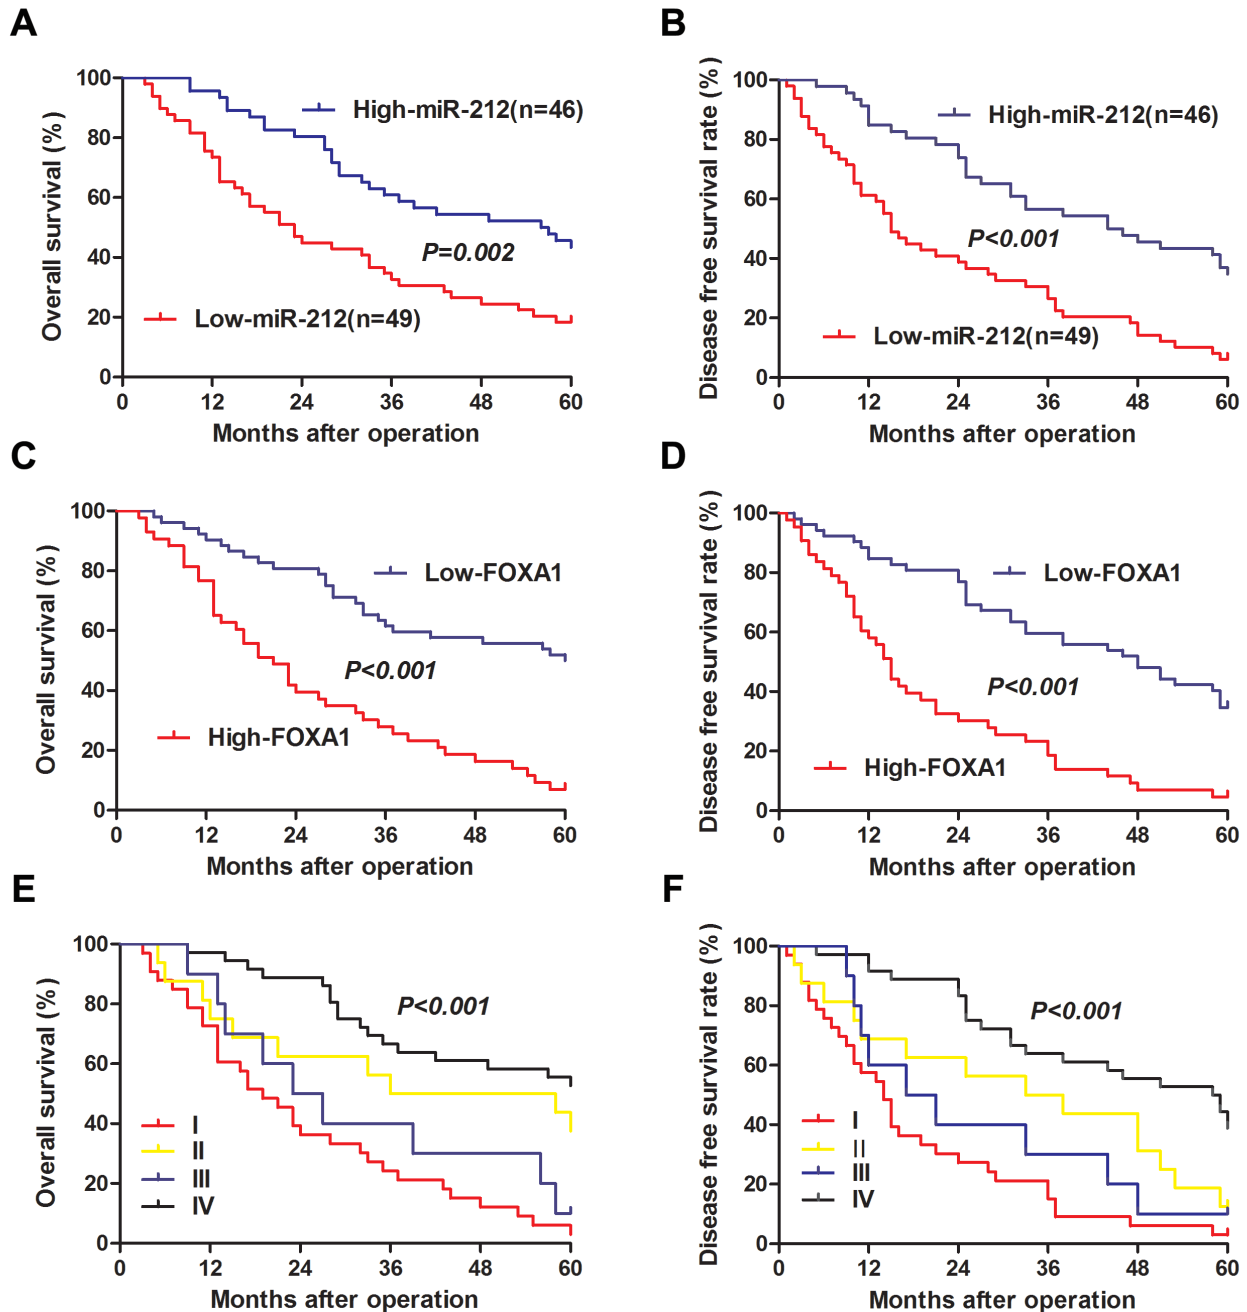 A
Overall survival (%)
100
80
60
40
20
0
High-miR-212(n=46)
P=0.002
Low-miR-212(n=49)
0 12 24 36 48 60
Months after operation
B
Disease free survival rate (%)
100
80
60
40
20
0
High-miR-212(n=46)
P<0.001
Low-miR-212(n=49)
0 12 24 36 48 60
Months after operation
C
Overall survival (%)
100
80
60
40
20
0
Low-FOXA1
P<0.001
High-FOXA1
0 12 24 36 48 60
Months after operation
D
Disease free survival rate (%)
100
80
60
40
20
0
Low-FOXA1
P<0.001
High-FOXA1
0 12 24 36 48 60
Months after operation
E
Overall survival (%)
100
80
60
40
20
0
P<0.001
I
II
III
IV
0 12 24 36 48 60
Months after operation
F
Disease free survival rate (%)
100
80
60
40
20
0
P<0.001
I
II
III
IV
0 12 24 36 48 60
Months after operation